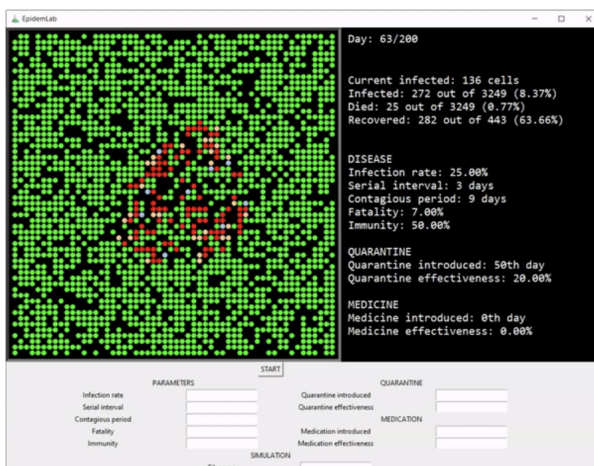 EpidemLab
Day: 63/200
Current infected: 136 cells
Infected: 272 out of 3249 (8.37%)
Died: 25 out of 3249 (0.77%)
Recovered: 282 out of 443 (63.66%)
DISEASE
Infection rate: 25.00%
Serial interval: 3 days
Contagious period: 9 days
Fatality: 7.00%
Immunity: 50.00%
QUARANTINE
Quarantine introduced: 50th day
Quarantine effectiveness: 20.00%
MEDICINE
Medicine introduced: 0th day
Medicine effectiveness: 0.00%
START
PARAMETERS
Infection rate
Serial interval
Contagious period
Fatality
Immunity
QUARANTINE
Quarantine introduced
Quarantine effectiveness
MEDICATION
Medication introduced
Medication effectiveness
SIMULATION